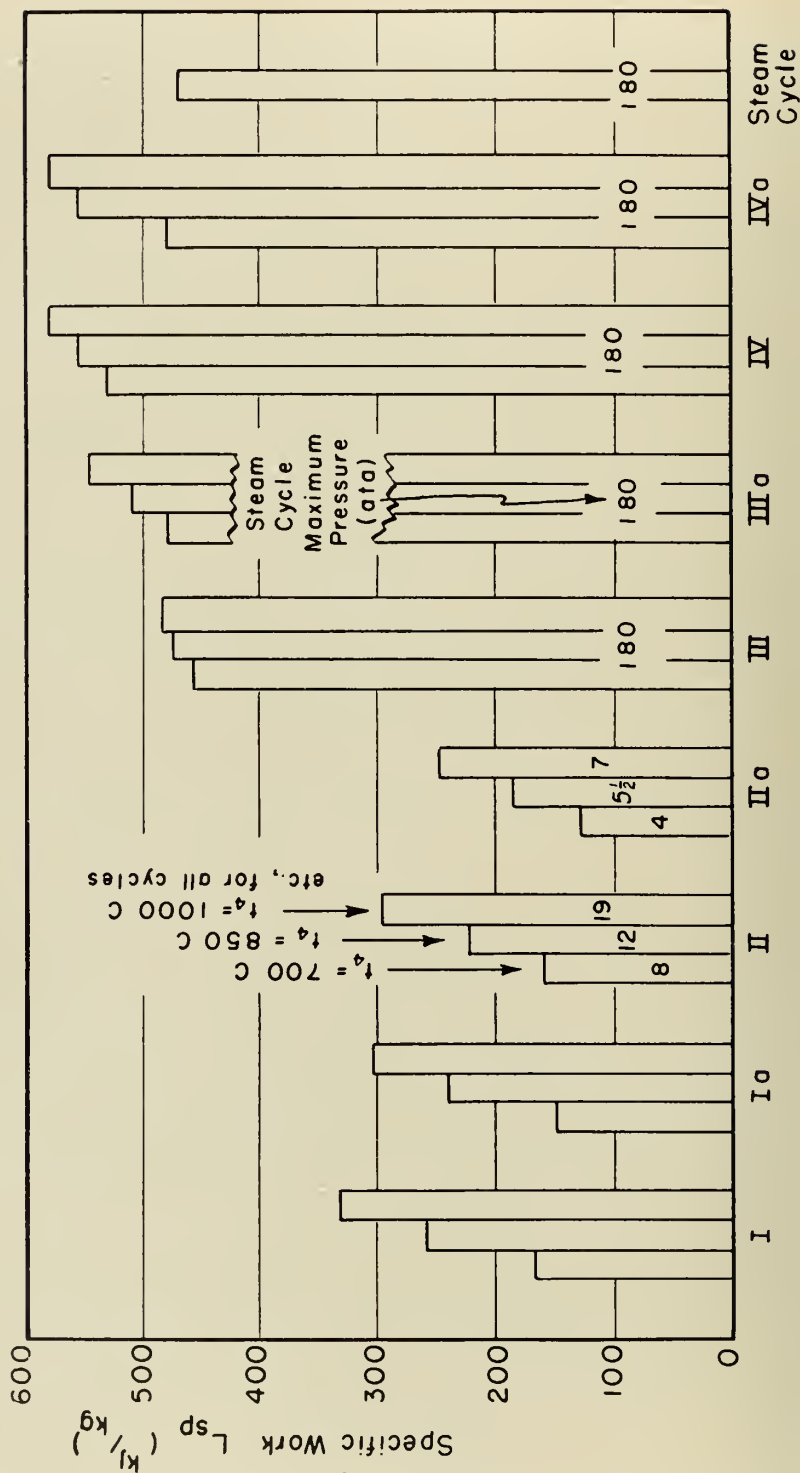 600
500
400
300
200
100
0
Specific Work L_sp (kj/kg)
t₄ = 700 C
t₄ = 850 C
t₄ = 1000 C
etc., for all cycles
Steam
Cycle
Maximum
Pressure
(ata)
8
12
19
4
5½
7
180
180
180
180
180
I
Ia
II
IIa
III
IIIa
IV
IVa
Steam
Cycle